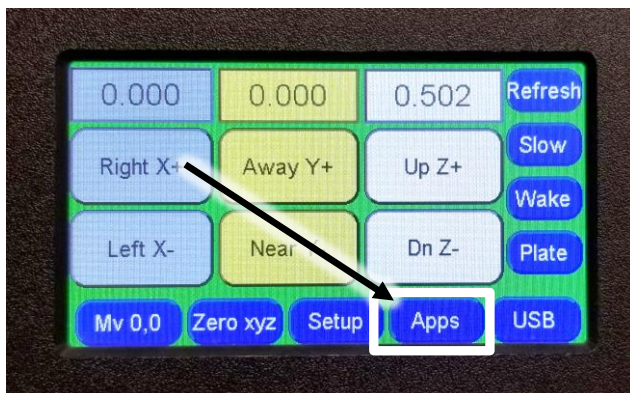 0.000 0.000 0.502 Refresh
Right X+ Away Y+ Up Z+ Slow
Wake
Left X- Near Dn Z- Plate
Mv 0,0 Zero xyz Setup Apps USB